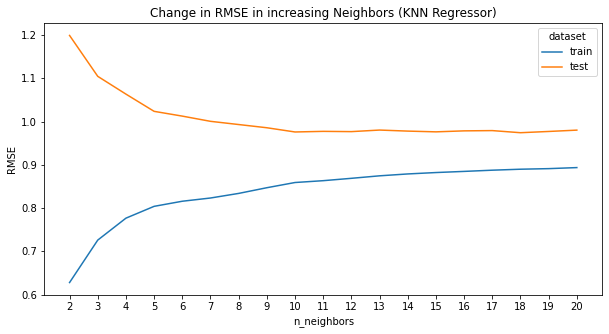 Change in RMSE in increasing Neighbors (KNN Regressor)
dataset
train
test
RMSE
1.2
1.1
1.0
0.9
0.8
0.7
0.6
2 3 4 5 6 7 8 9 10 11 12 13 14 15 16 17 18 19 20
n_neighbors